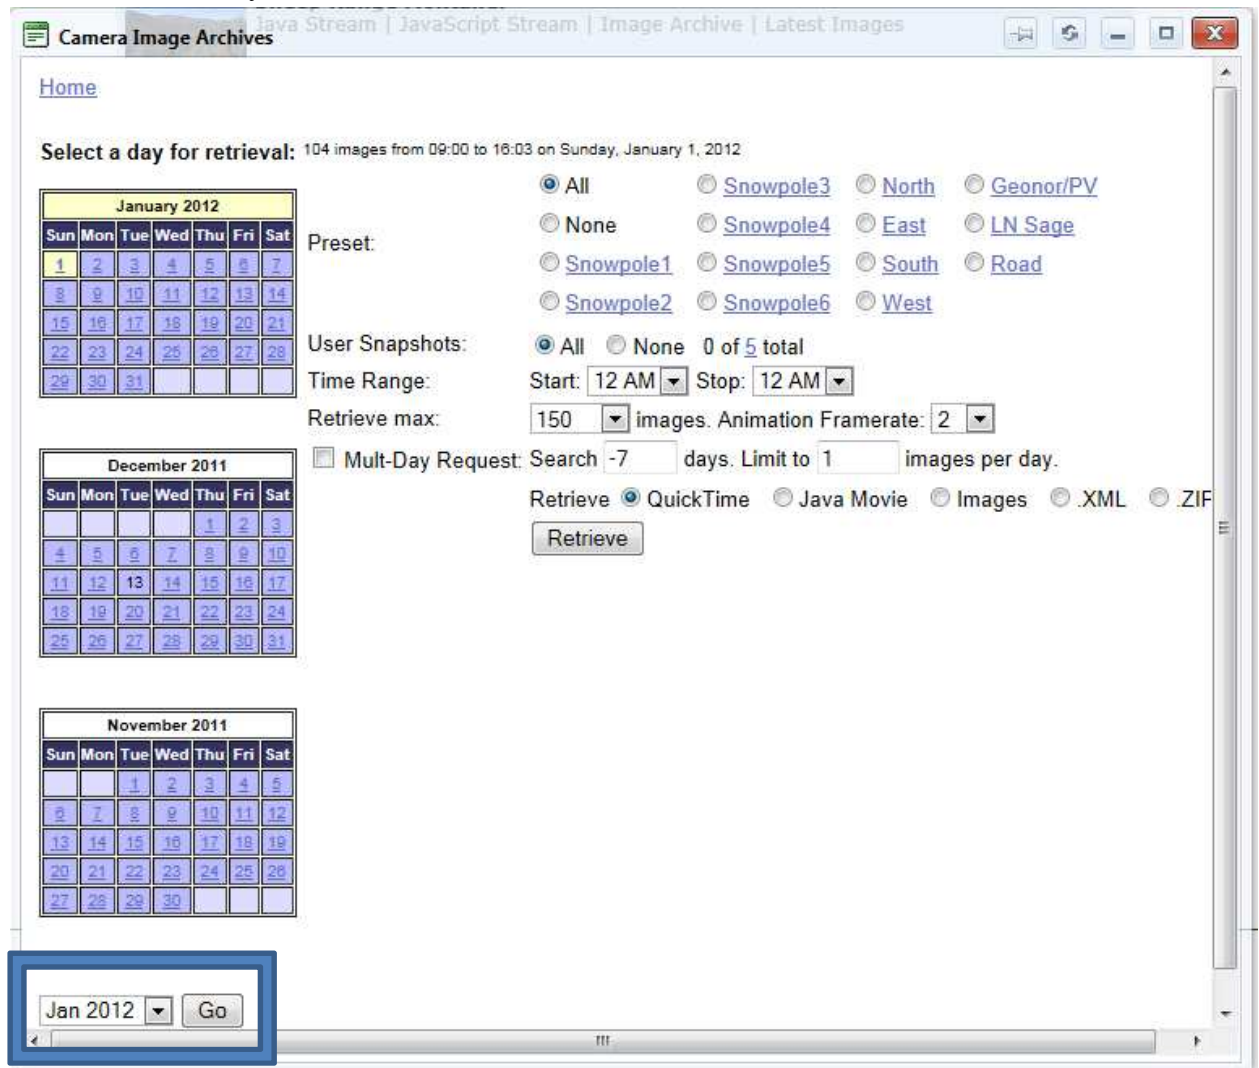 Java Stream | JavaScript Stream | Image Archive | Latest Images
Camera Image Archives
Home
Select a day for retrieval: 104 images from 09:00 to 16:03 on Sunday, January 1, 2012
January 2012
Sun Mon Tue Wed Thu Fri Sat
1 2 3 4 5 6 7
8 9 10 11 12 13 14
15 16 17 18 19 20 21
22 23 24 25 26 27 28
29 30 31
Preset:
All Snowpole3 North Geonor/PV
None Snowpole4 East LN Sage
Snowpole1 Snowpole5 South Road
Snowpole2 Snowpole6 West
User Snapshots: All None 0 of 5 total
Time Range: Start: 12 AM Stop: 12 AM
Retrieve max: 150 images. Animation Framerate: 2
Mult-Day Request: Search -7 days. Limit to 1 images per day.
Retrieve QuickTime Java Movie Images .XML .ZIF
Retrieve
December 2011
Sun Mon Tue Wed Thu Fri Sat
1 2 3
4 5 6 7 8 9 10
11 12 13 14 15 16 17
18 19 20 21 22 23 24
25 26 27 28 29 30 31
November 2011
Sun Mon Tue Wed Thu Fri Sat
1 2 3 4 5
6 7 8 9 10 11 12
13 14 15 16 17 18 19
20 21 22 23 24 25 26
27 28 29 30
Jan 2012 Go